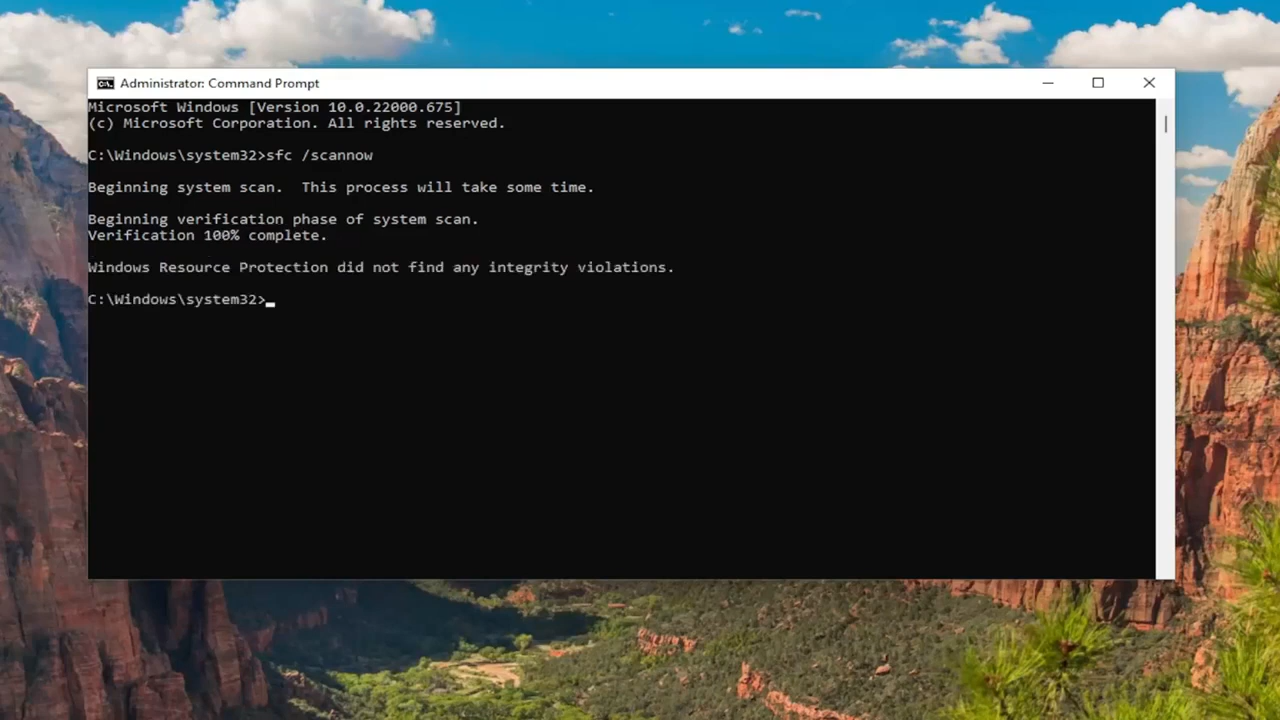 Administrator: Command Prompt
Microsoft Windows [Version 10.0.22000.675]
(c) Microsoft Corporation. All rights reserved.
C:\Windows\system32>sfc /scannow
Beginning system scan.  This process will take some time.
Beginning verification phase of system scan.
Verification 100% complete.
Windows Resource Protection did not find any integrity violations.
C:\Windows\system32>